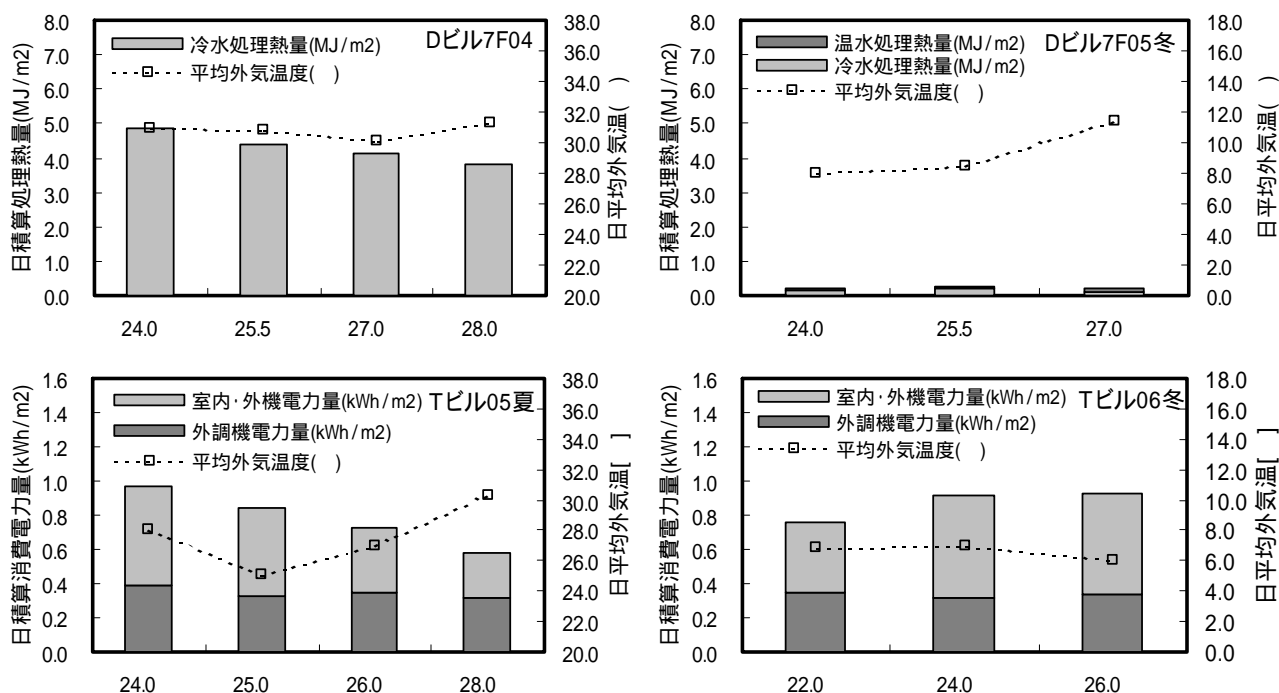 8.0
7.0
6.0
5.0
4.0
3.0
2.0
1.0
0.0
日積算処理熱量(MJ/m2)
冷水処理熱量(MJ/m2)
平均外気温度( )
Dビル7F04
38.0
36.0
34.0
32.0
30.0
28.0
26.0
24.0
22.0
20.0
日平均外気温( )
24.0 25.5 27.0 28.0
8.0
7.0
6.0
5.0
4.0
3.0
2.0
1.0
0.0
日積算処理熱量(MJ/m2)
温水処理熱量(MJ/m2)
冷水処理熱量(MJ/m2)
平均外気温度( )
Dビル7F05冬
18.0
16.0
14.0
12.0
10.0
8.0
6.0
4.0
2.0
0.0
日平均外気温( )
24.0 25.5 27.0
1.6
1.4
1.2
1.0
0.8
0.6
0.4
0.2
0.0
日積算消費電力量(kWh/m2)
室内･外機電力量(kWh/m2)
外調機電力量(kWh/m2)
平均外気温度( )
Tビル05夏
38.0
36.0
34.0
32.0
30.0
28.0
26.0
24.0
22.0
20.0
日平均外気温[ ]
24.0 25.0 26.0 28.0
1.6
1.4
1.2
1.0
0.8
0.6
0.4
0.2
0.0
日積算消費電力量(kWh/m2)
室内･外機電力量(kWh/m2)
外調機電力量(kWh/m2)
平均外気温度( )
Tビル06冬
18.0
16.0
14.0
12.0
10.0
8.0
6.0
4.0
2.0
0.0
日平均外気温[ ]
22.0 24.0 26.0